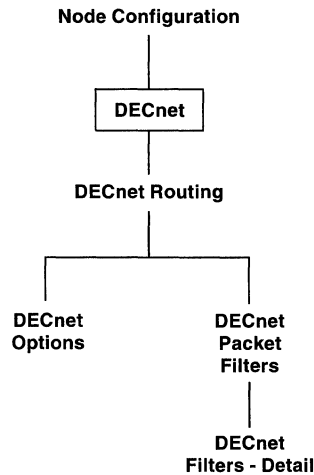 Node Configuration
DECnet
DECnet Routing
DECnet
Options
DECnet
Packet
Filters
DECnet
Filters - Detail